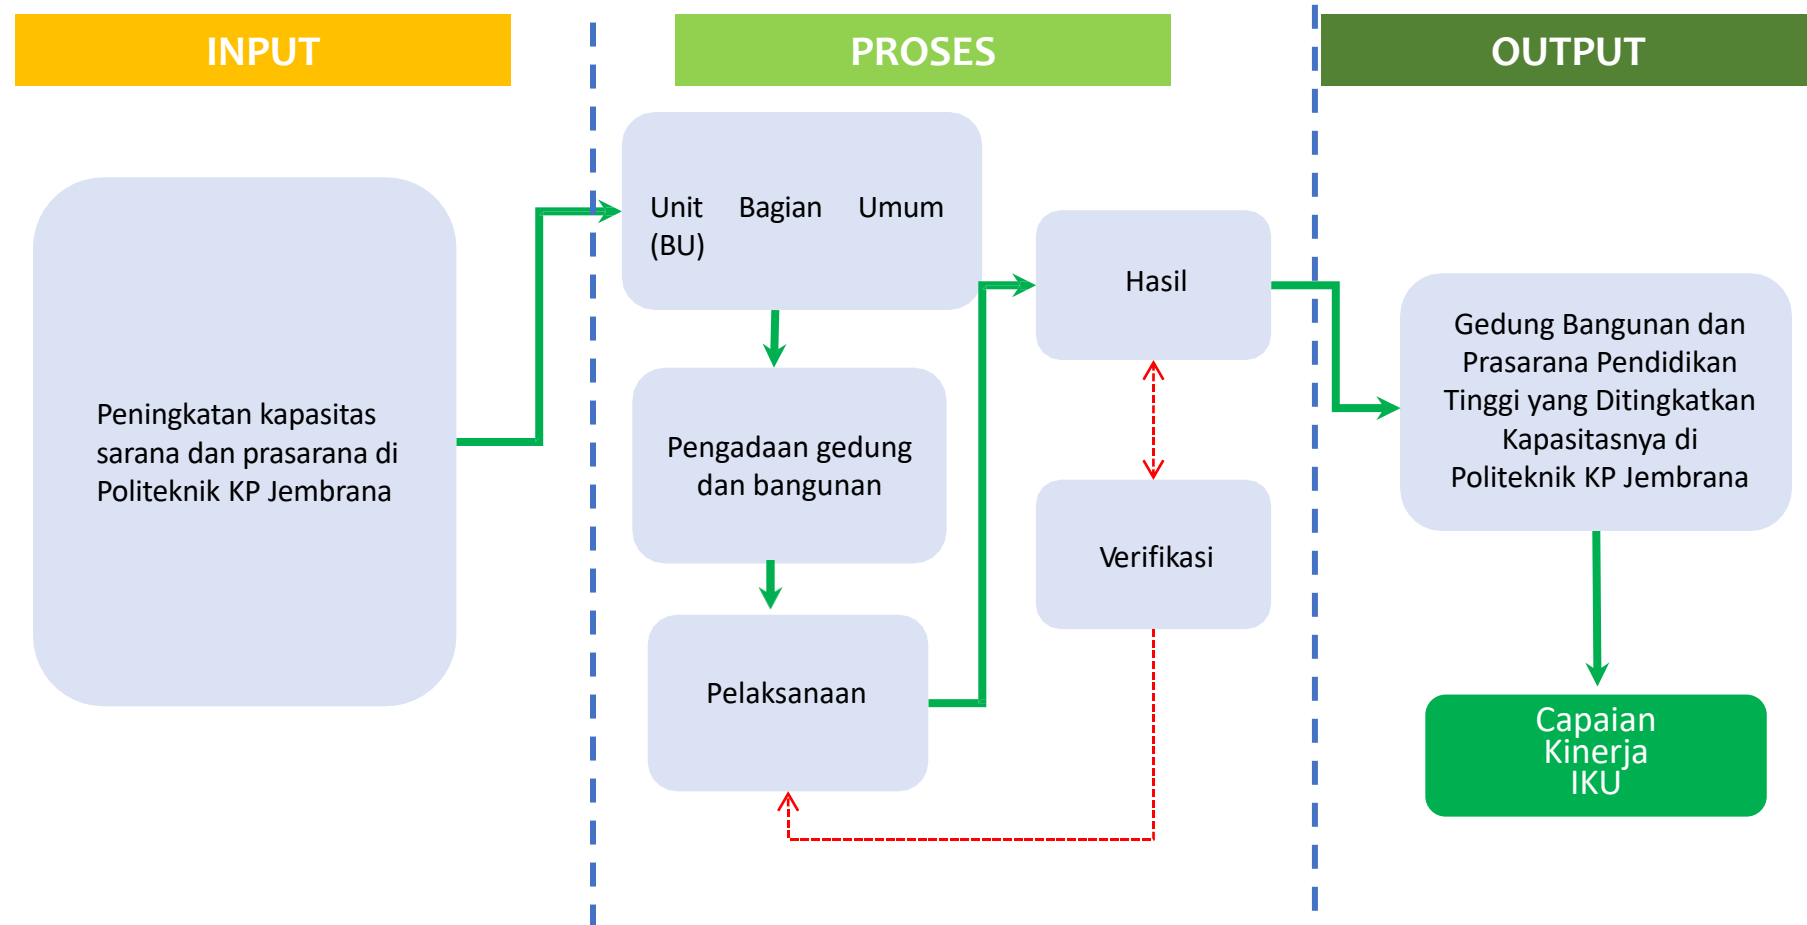 INPUT
PROSES
OUTPUT
Peningkatan kapasitas
sarana dan prasarana di
Politeknik KP Jembrana
Unit Bagian Umum
(BU)
Pengadaan gedung
dan bangunan
Pelaksanaan
Hasil
Verifikasi
Gedung Bangunan dan
Prasarana Pendidikan
Tinggi yang Ditingkatkan
Kapasitasnya di
Politeknik KP Jembrana
Capaian
Kinerja
IKU